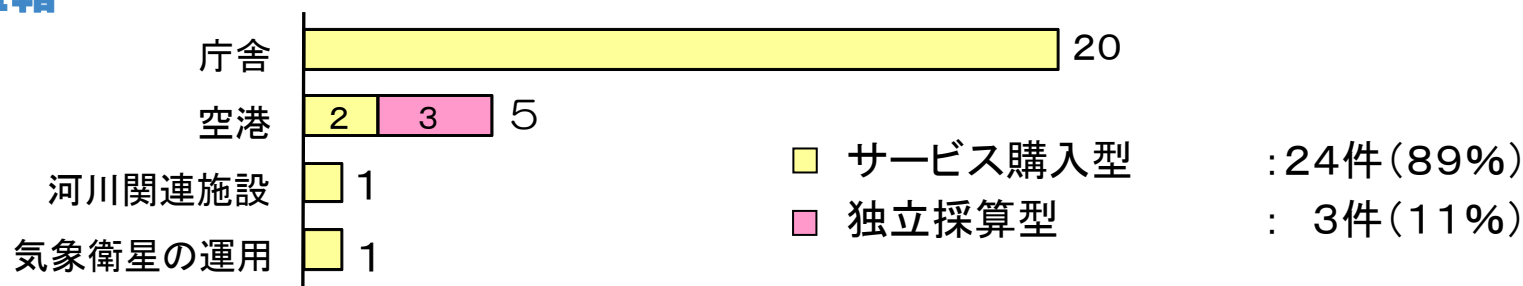 庁舎 20
空港 2 3 5
河川関連施設 1
気象衛星の運用 1
サービス購入型 :24件(89%)
独立採算型 : 3件(11%)